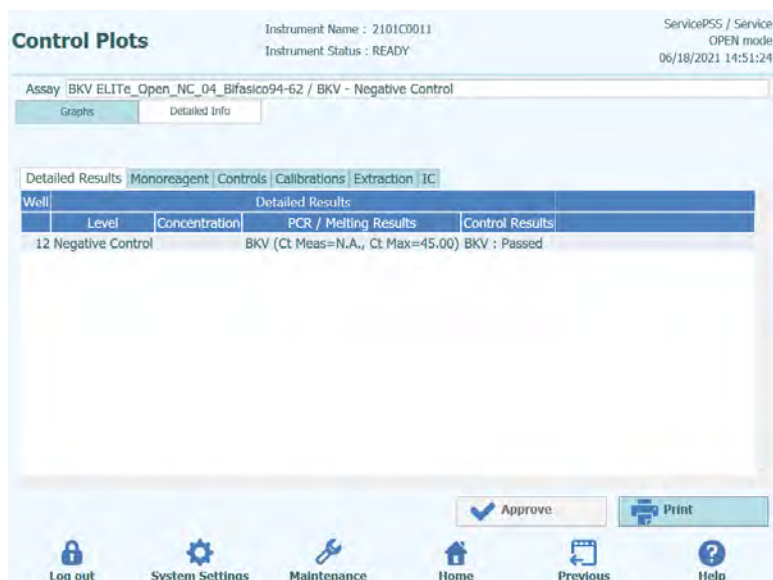 Control Plots
Instrument Name : 2101C0011
Instrument Status : READY
ServicePSS / Service
OPEN mode
06/18/2021 14:51:24
Assay BKV ELITe_Open_NC_04_Bifasico94-62 / BKV - Negative Control
Graphs Detailed Info
Detailed Results Monoreagent Controls Calibrations Extraction IC
Well Detailed Results
Level Concentration PCR / Melting Results Control Results
12 Negative Control BKV (Ct Meas=N.A., Ct Max=45.00) BKV : Passed
Approve Print
Log out System Settings Maintenance Home Previous Help